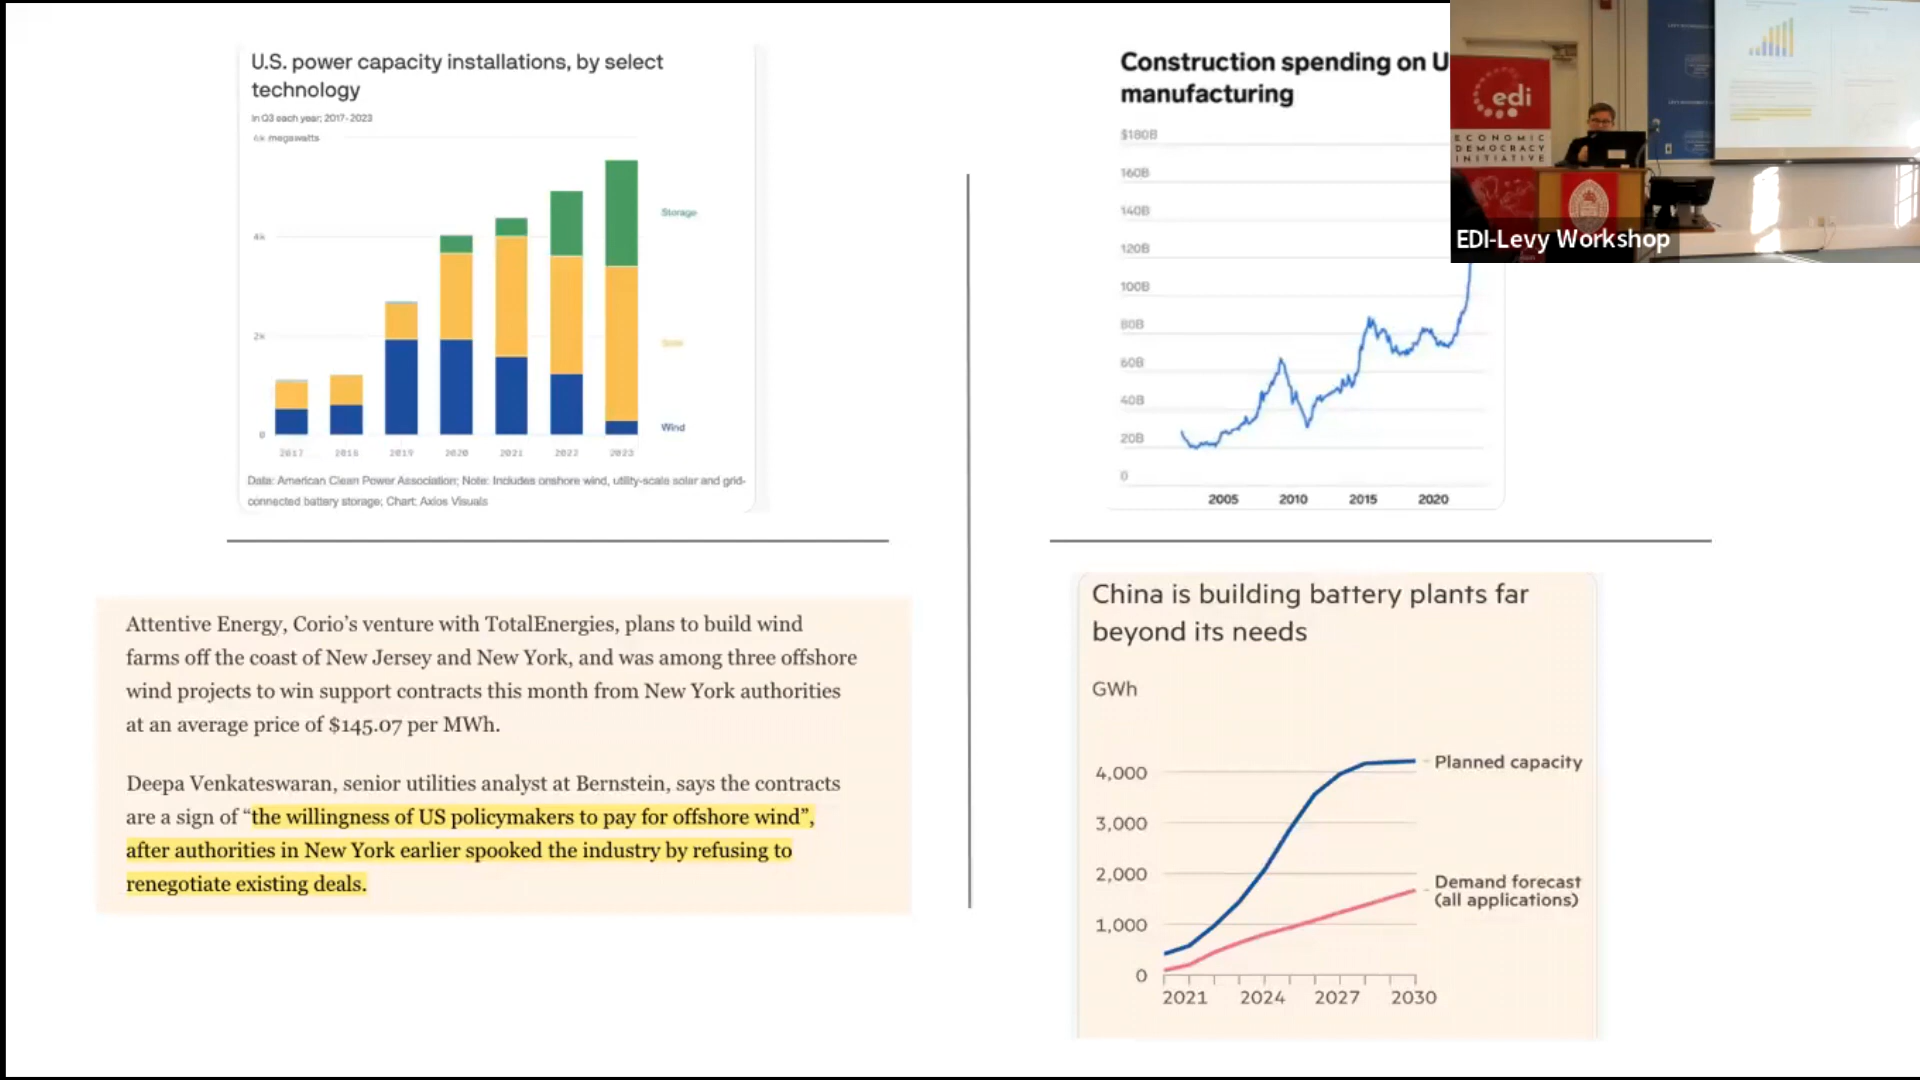 U.S. power capacity installations, by select
technology
In Q3 each year; 2017-2023
6k megawatts
4k
2k
0
2017 2018 2019 2020 2021 2022 2023
Storage
Solar
Wind
Data: American Clean Power Association; Note: Includes onshore wind, utility-scale solar and grid-
connected battery storage; Chart: Axios Visuals
Construction spending on U
manufacturing
$180B
160B
140B
120B
100B
80B
60B
40B
20B
0
2005 2010 2015 2020
edi
ECONOMIC
DEMOCRACY
INITIATIVE
EDI-Levy Workshop
Attentive Energy, Corio’s venture with TotalEnergies, plans to build wind
farms off the coast of New Jersey and New York, and was among three offshore
wind projects to win support contracts this month from New York authorities
at an average price of $145.07 per MWh.
Deepa Venkateswaran, senior utilities analyst at Bernstein, says the contracts
are a sign of “the willingness of US policymakers to pay for offshore wind”,
after authorities in New York earlier spooked the industry by refusing to
renegotiate existing deals.
China is building battery plants far
beyond its needs
GWh
4,000
3,000
2,000
1,000
0
2021 2024 2027 2030
Planned capacity
Demand forecast
(all applications)